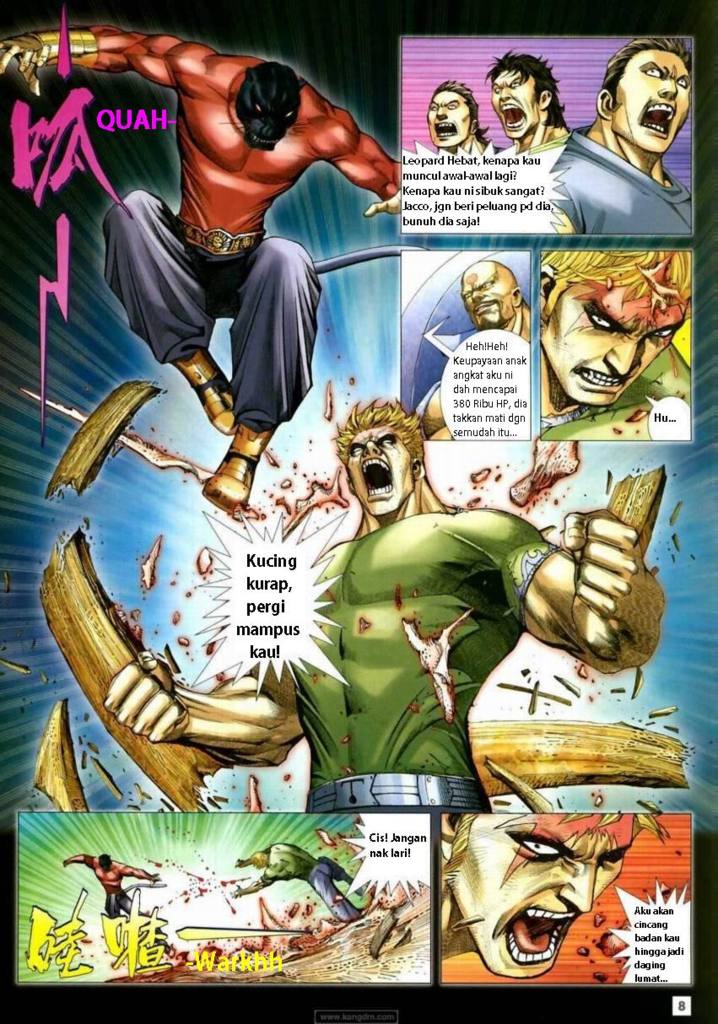 QUAH-
Leopard Hebat, kenapa kau
muncul awal-awal lagi?
Kenapa kau ni sibuk sangat?
Jacco, jgn beri peluang pd dia,
bunuh dia saja!
Heh!Heh!
Keupayaan anak
angkat aku ni
dah mencapai
380 Ribu HP, dia
takkan mati dgn
semudah itu...
Hu...
Kucing
kurap,
pergi
mampus
kau!
Cis! Jangan
nak lari!
哇喳
-Warkhh
Aku akan
cincang
badan kau
hingga jadi
daging
lumat...
8
www.kangdm.com